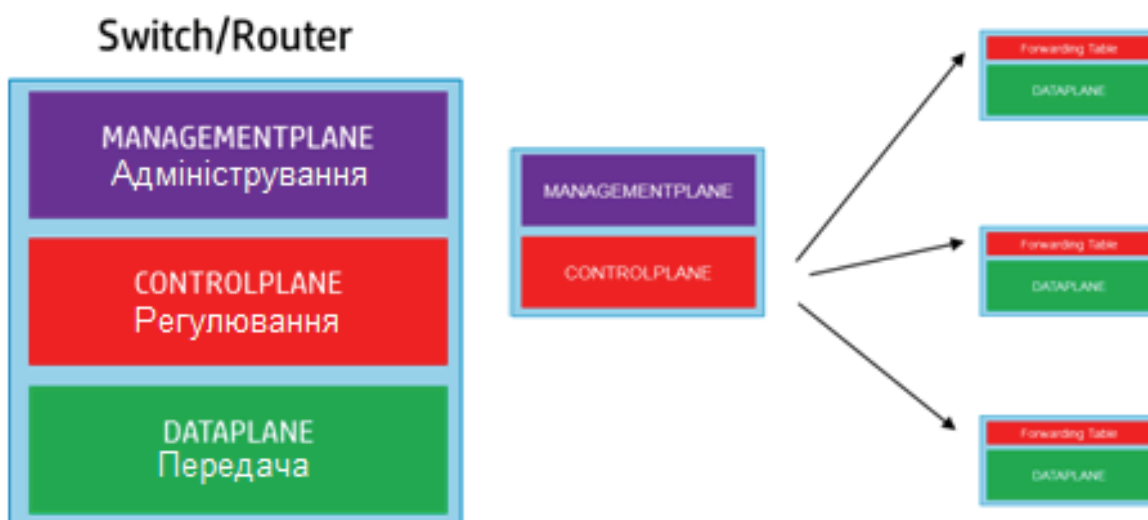 Switch/Router
MANAGEMENTPLANE
Адміністрування
CONTROLPLANE
Регулювання
DATAPLANE
Передача
MANAGEMENTPLANE
CONTROLPLANE
Forwarding Table
DATAPLANE
Forwarding Table
DATAPLANE
Forwarding Table
DATAPLANE